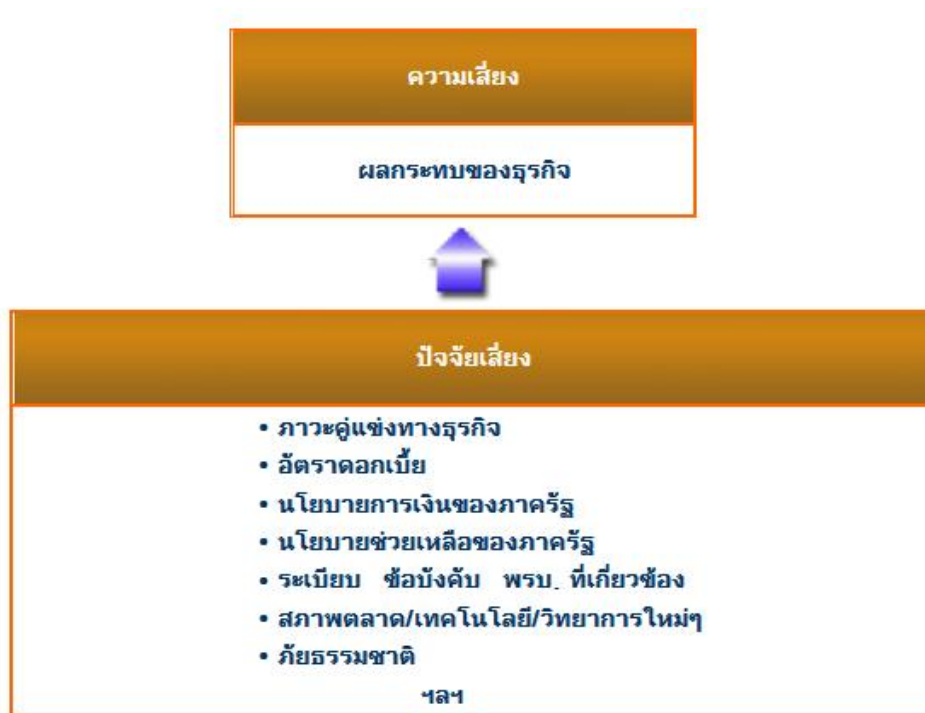 ความเสี่ยง
ผลกระทบของธุรกิจ
ปัจจัยเสี่ยง
• ภาวะคู่แข่งทางธุรกิจ
• อัตราดอกเบี้ย
• นโยบายการเงินของภาครัฐ
• นโยบายช่วยเหลือของภาครัฐ
• ระเบียบ ข้อบังคับ พรบ. ที่เกี่ยวข้อง
• สภาพตลาด/เทคโนโลยี/วิทยาการใหม่ๆ
• ภัยธรรมชาติ
ฯลฯ